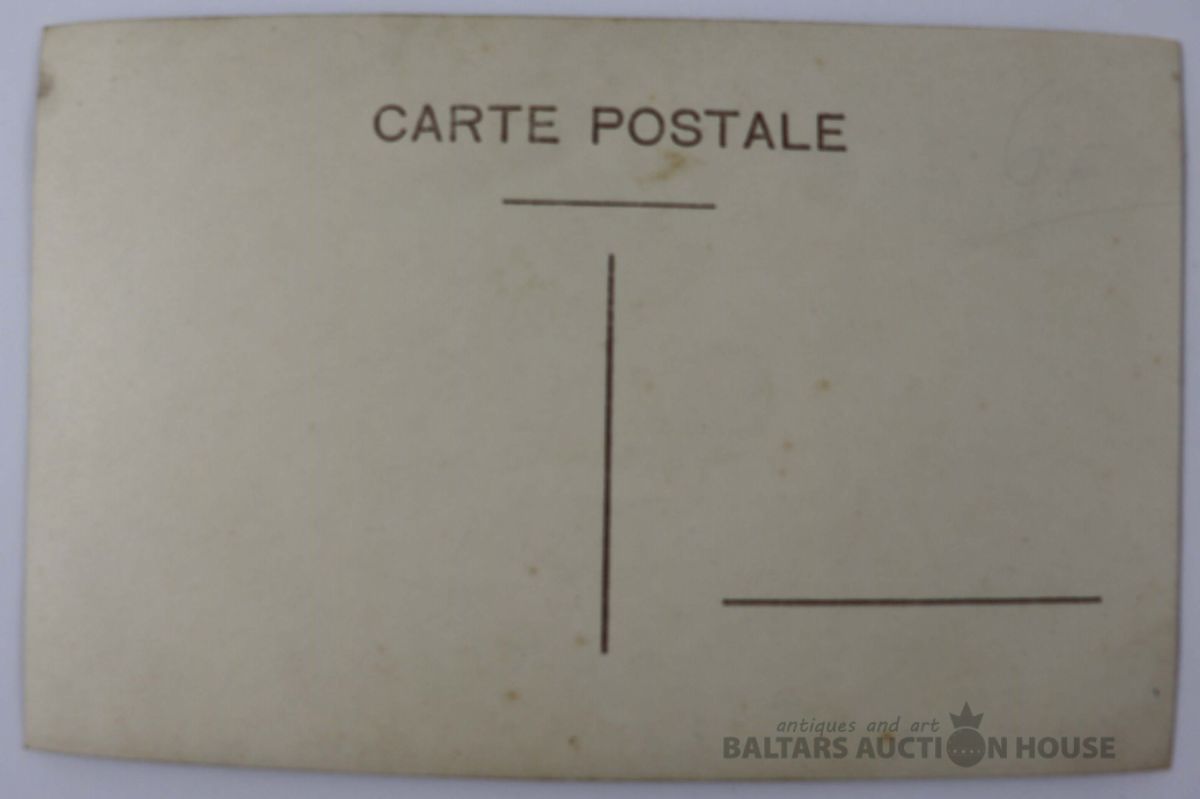 CARTE POSTALE
antiques and art
BALTARS AUCTION HOUSE